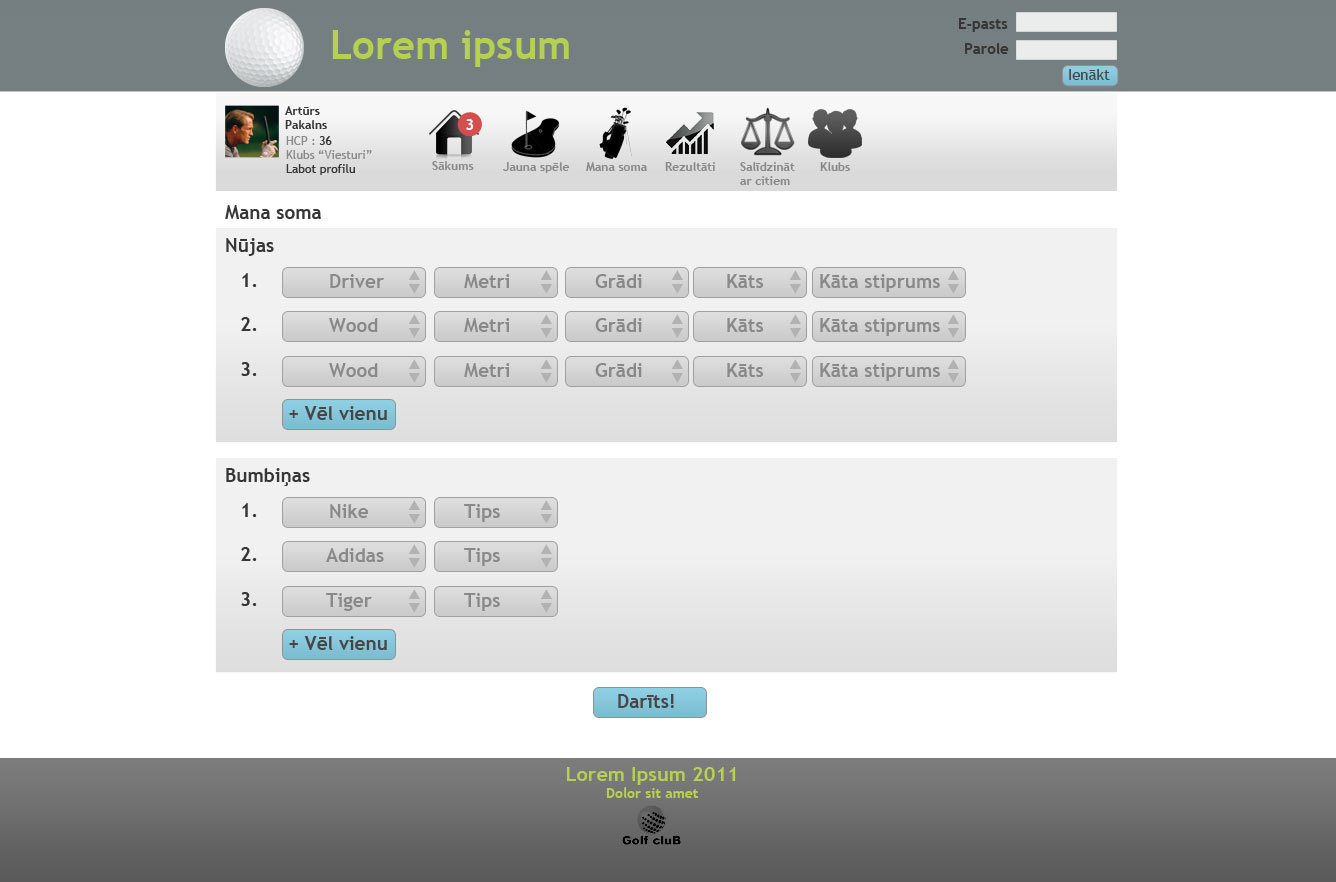 Lorem ipsum
E-pasts
Parole
Ienākt
Artūrs
Pakalns
HCP : 36
Klubs “Viesturi”
Labot profilu
3
Sākums
Jauna spēle
Mana soma
Rezultāti
Salīdzināt
ar citiem
Klubs
Mana soma
Nūjas
1. Driver Metri Grādi Kāts Kāta stiprums
2. Wood Metri Grādi Kāts Kāta stiprums
3. Wood Metri Grādi Kāts Kāta stiprums
+ Vēl vienu
Bumbiņas
1. Nike Tips
2. Adidas Tips
3. Tiger Tips
+ Vēl vienu
Darīts!
Lorem Ipsum 2011
Dolor sit amet
Golf cluB